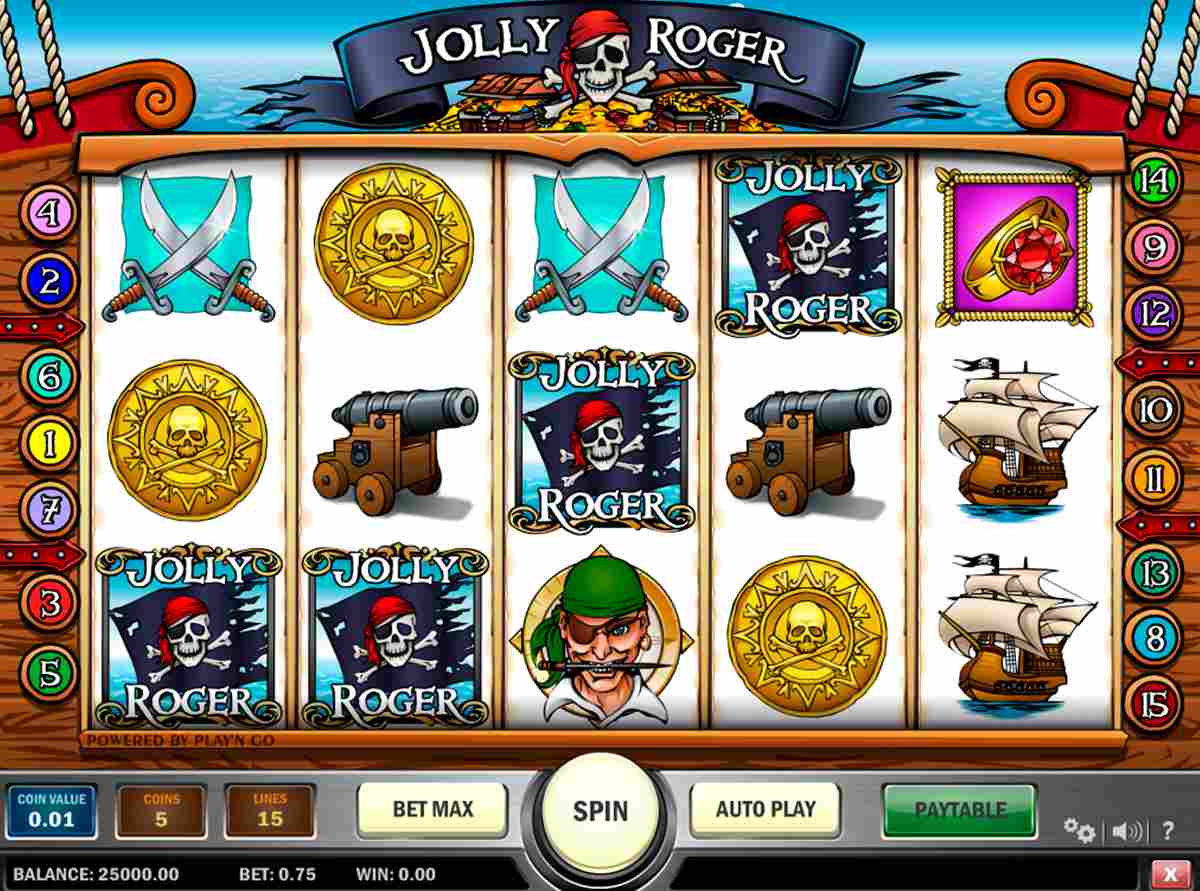 JOLLY ROGER
4
2
6
1
7
3
5
14
9
12
10
11
13
8
15
JOLLY
ROGER
JOLLY
ROGER
JOLLY
ROGER
JOLLY
ROGER
POWERED BY PLAY'N GO
COIN VALUE
0.01
COINS
5
LINES
15
BET MAX
SPIN
AUTO PLAY
PAYTABLE
?
BALANCE: 25000.00
BET: 0.75
WIN: 0.00
X